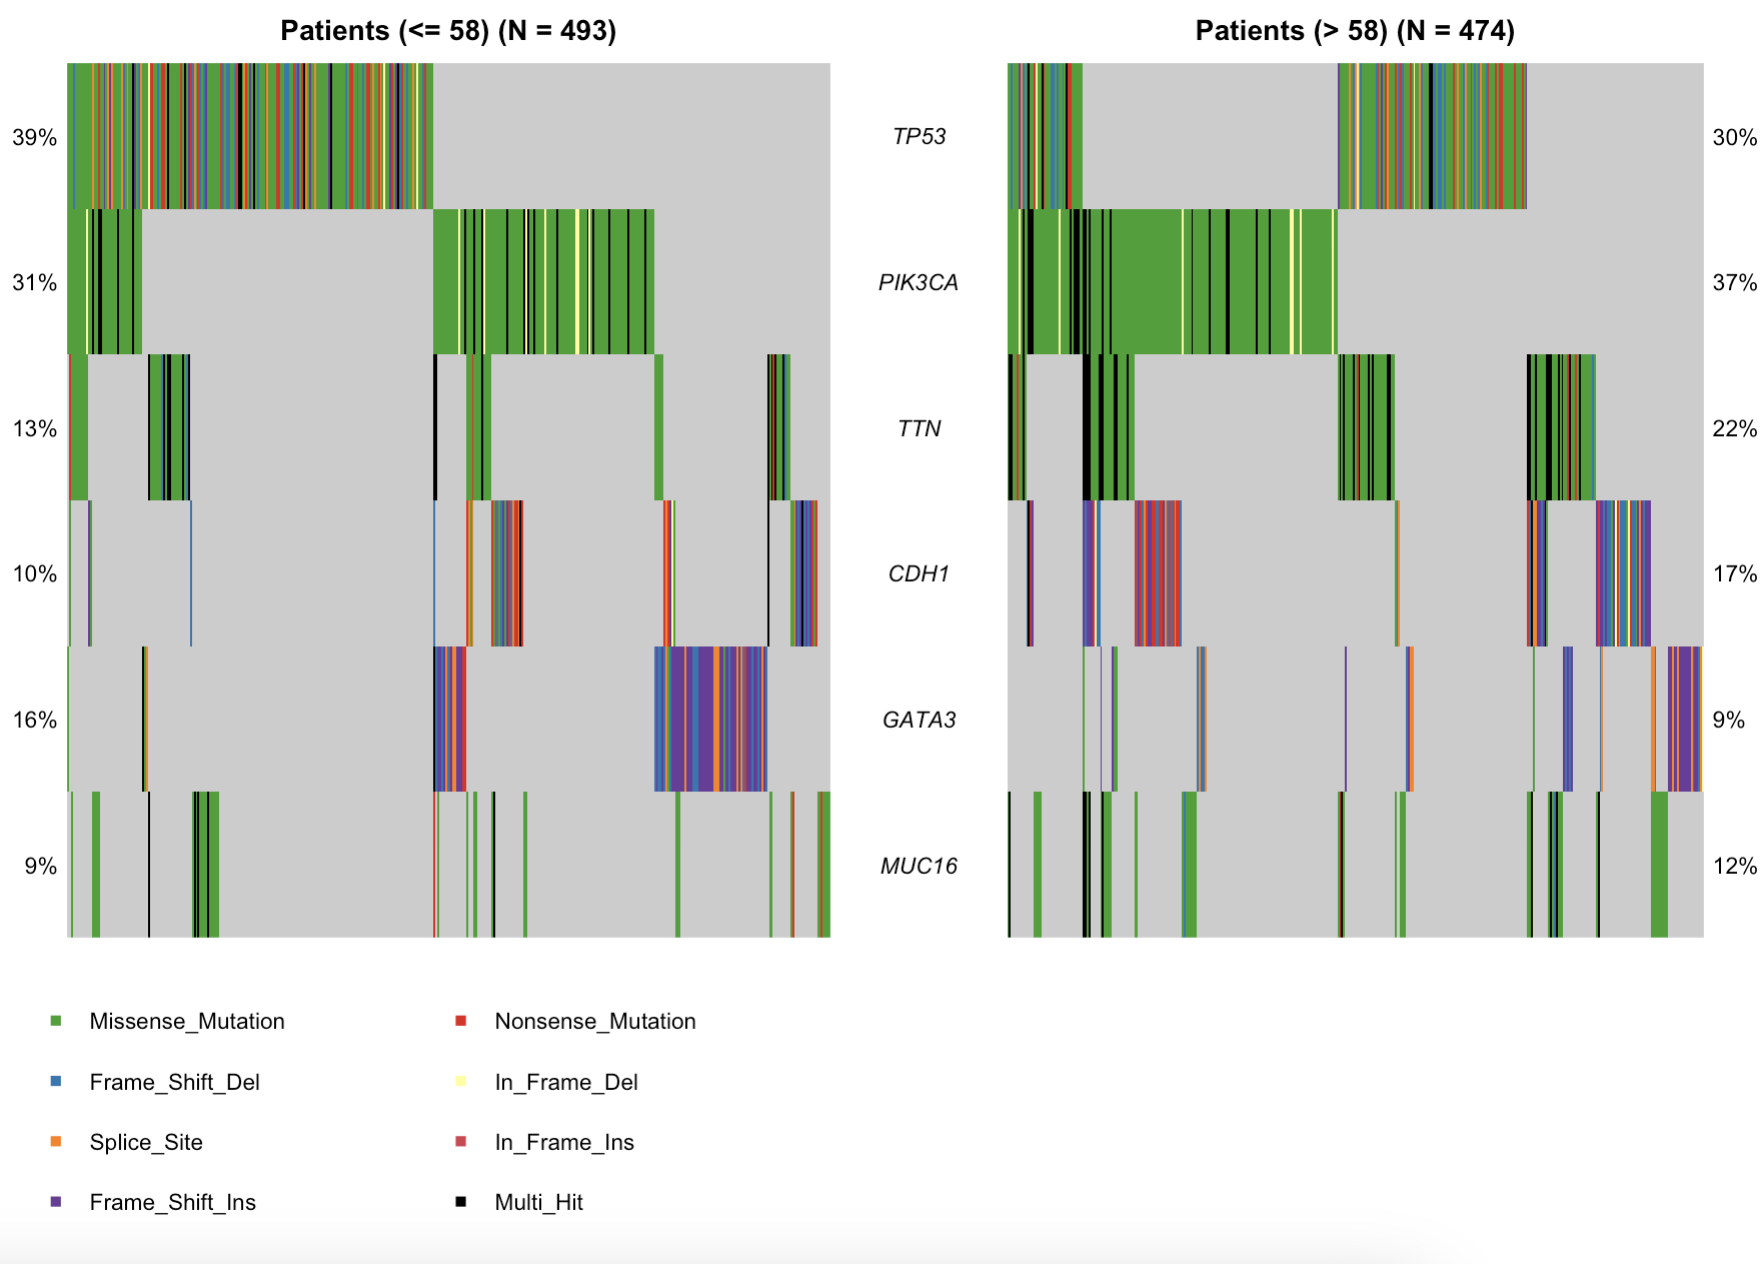 Patients (<= 58) (N = 493)
Patients (> 58) (N = 474)
39% TP53 30%
31% PIK3CA 37%
13% TTN 22%
10% CDH1 17%
16% GATA3 9%
9% MUC16 12%
Missense_Mutation Nonsense_Mutation
Frame_Shift_Del In_Frame_Del
Splice_Site In_Frame_Ins
Frame_Shift_Ins Multi_Hit